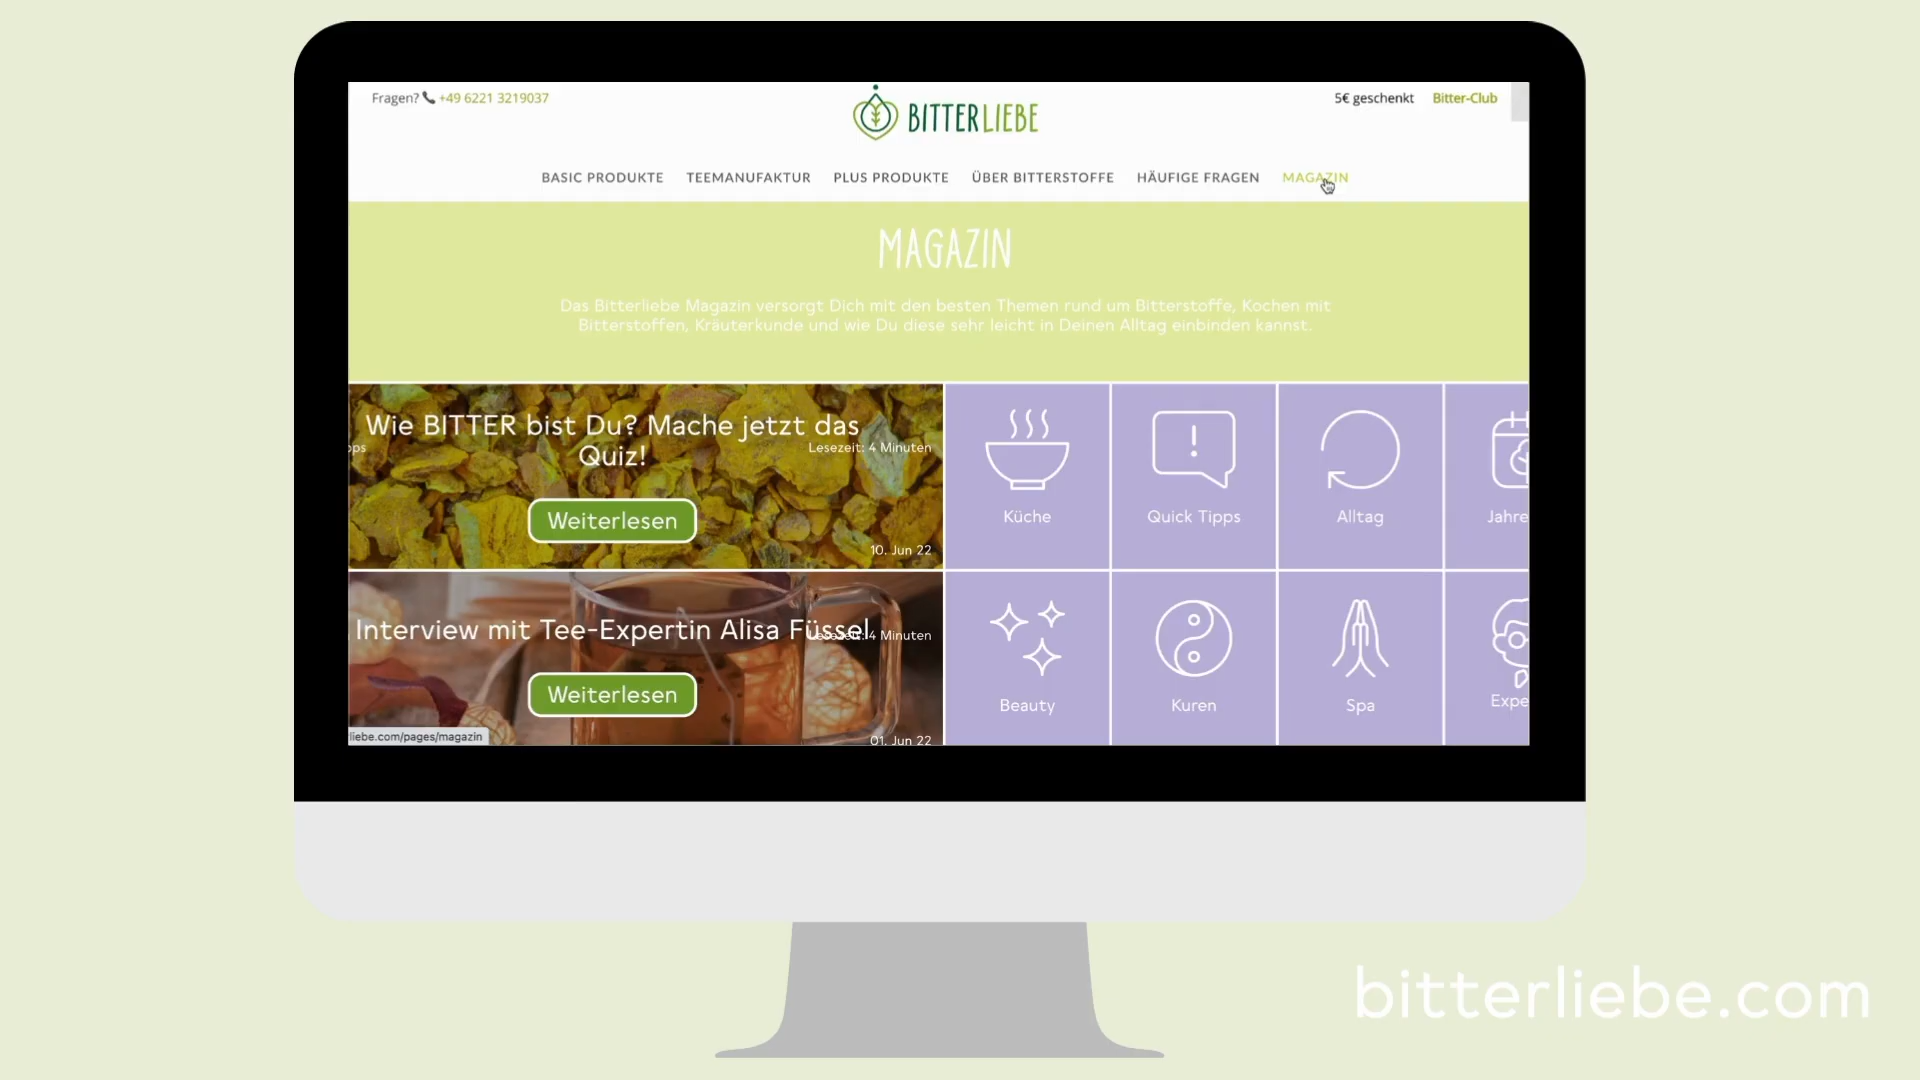 Fragen? +49 6221 3219037
BITTERLIEBE
5€ geschenkt Bitter-Club
BASIC PRODUKTE TEEMANUFAKTUR PLUS PRODUKTE ÜBER BITTERSTOFFE HÄUFIGE FRAGEN MAGAZIN
MAGAZIN
Das Bitterliebe Magazin versorgt Dich mit den besten Themen rund um Bitterstoffe, Kochen mit
Bitterstoffen, Kräuterkunde und wie Du diese sehr leicht in Deinen Alltag einbinden kannst.
Wie BITTER bist Du? Mache jetzt das
Quiz!
Lesezeit: 4 Minuten
Weiterlesen
10. Jun 22
Interview mit Tee-Expertin Alisa Füssel
Lesezeit: 4 Minuten
Weiterlesen
01. Jun 22
Küche
Quick Tipps
Alltag
Jahre
Beauty
Kuren
Spa
Expe
liebe.com/pages/magazin
bitterliebe.com